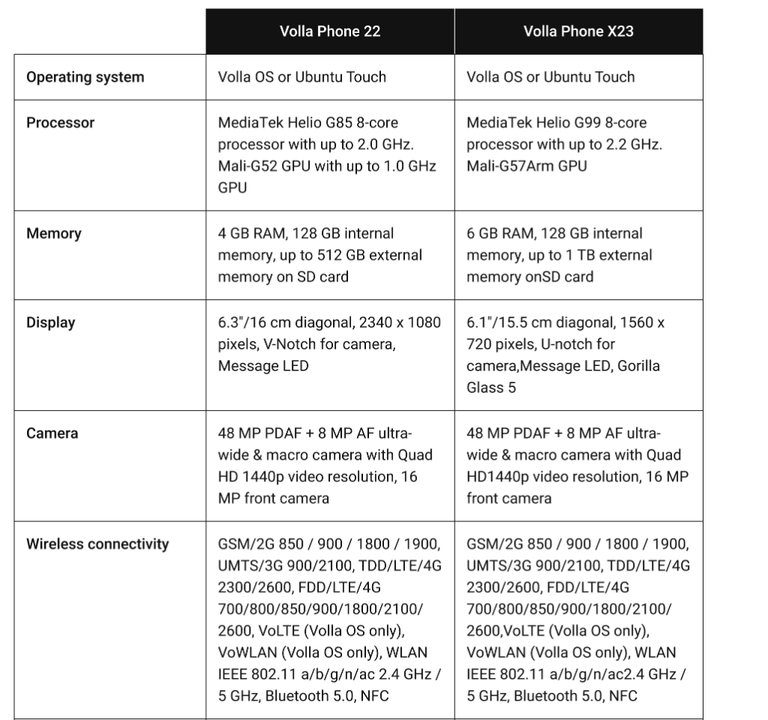 Volla Phone 22
Volla Phone X23
Operating system
Volla OS or Ubuntu Touch
Volla OS or Ubuntu Touch
Processor
MediaTek Helio G85 8-core
processor with up to 2.0 GHz.
Mali-G52 GPU with up to 1.0 GHz
GPU
MediaTek Helio G99 8-core
processor with up to 2.2 GHz.
Mali-G57Arm GPU
Memory
4 GB RAM, 128 GB internal
memory, up to 512 GB external
memory on SD card
6 GB RAM, 128 GB internal
memory, up to 1 TB external
memory onSD card
Display
6.3"/16 cm diagonal, 2340 x 1080
pixels, V-Notch for camera,
Message LED
6.1"/15.5 cm diagonal, 1560 x
720 pixels, U-notch for
camera,Message LED, Gorilla
Glass 5
Camera
48 MP PDAF + 8 MP AF ultra-
wide & macro camera with Quad
HD 1440p video resolution, 16
MP front camera
48 MP PDAF + 8 MP AF ultra-
wide & macro camera with Quad
HD1440p video resolution, 16 MP
front camera
Wireless connectivity
GSM/2G 850 / 900 / 1800 / 1900,
UMTS/3G 900/2100, TDD/LTE/4G
2300/2600, FDD/LTE/4G
700/800/850/900/1800/2100/
2600, VoLTE (Volla OS only),
VoWLAN (Volla OS only), WLAN
IEEE 802.11 a/b/g/n/ac 2.4 GHz /
5 GHz, Bluetooth 5.0, NFC
GSM/2G 850 / 900 / 1800 / 1900,
UMTS/3G 900/2100, TDD/LTE/4G
2300/2600, FDD/LTE/4G
700/800/850/900/1800/2100/
2600,VoLTE (Volla OS only),
VoWLAN (Volla OS only), WLAN
IEEE 802.11 a/b/g/n/ac2.4 GHz /
5 GHz, Bluetooth 5.0, NFC